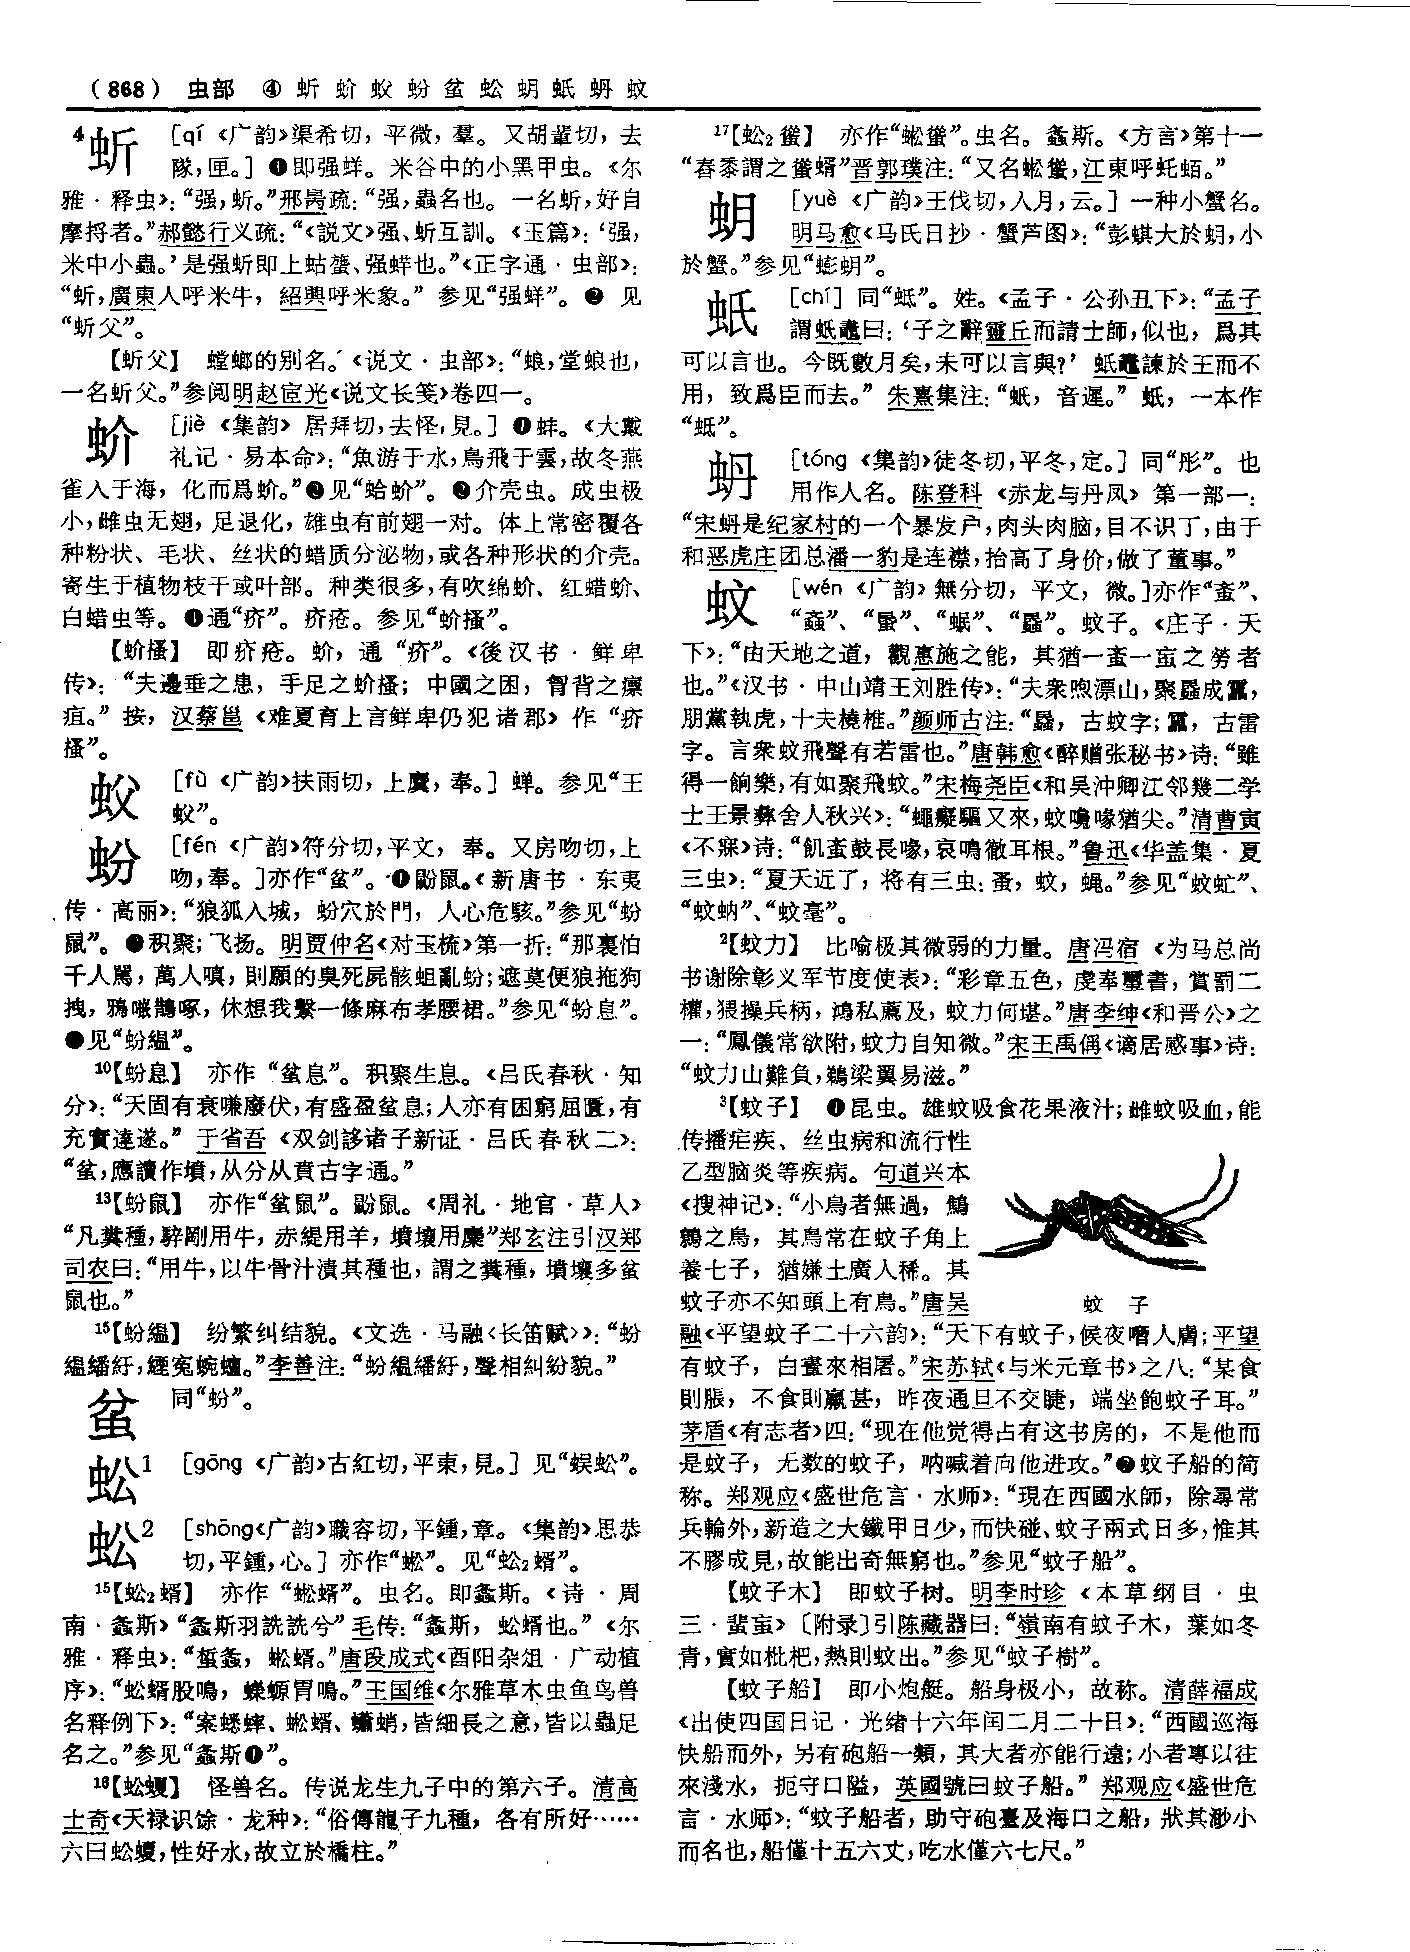 （868） 虫部 ④ 蚚 蚧 蚥 蚡 蚠 蚣 蚏 蚔 蚦 蚊
4蚚 [qí《广韵》渠希切，平微，羣。又胡輩切，去
隊，匣。] ❶即强蛘。米谷中的小黑甲虫。《尔
雅·释虫》：“强，蚚。”邢昺疏：“强，蟲名也。一名蚚，好自
摩捋者。”郝懿行义疏：“《説文》强、蚚互訓。《玉篇》：‘强，
米中小蟲。’是强蚚即上蛄䗐、强蛘也。”《正字通·虫部》：
“蚚，廣東人呼米牛，紹興呼米象。”参见“强蛘”。❷ 见
“蚚父”。
【蚚父】 螳螂的别名。《说文·虫部》：“蜋，堂蜋也，
一名蚚父。”参阅明赵宧光《说文长笺》卷四一。
蚧 [jiè《集韵》居拜切，去怪，見。] ❶蚌。《大戴
礼记·易本命》：“魚游于水，鳥飛于雲，故冬燕
雀入于海，化而爲蚧。”❷见“蛤蚧”。❸介壳虫。成虫极
小，雌虫无翅，足退化，雄虫有前翅一对。体上常密覆各
种粉状、毛状、丝状的蜡质分泌物，或各种形状的介壳。
寄生于植物枝干或叶部。种类很多，有吹绵蚧、红蜡蚧、
白蜡虫等。❹通“疥”。疥疮。参见“蚧搔”。
【蚧搔】 即疥疮。蚧，通“疥”。《後汉书·鲜卑
传》：“夫邊垂之患，手足之蚧搔；中國之困，胷背之瘭
疽。”按，汉蔡邕《难夏育上言鲜卑仍犯诸郡》作“疥
搔”。
蚥 [fù《广韵》扶雨切，上麌，奉。] 蝉。参见“王
蚥”。
蚡 [fén《广韵》符分切，平文，奉。又房吻切，上
吻，奉。]亦作“蚠”。❶鼢鼠。《新唐书·东夷
传·高丽》：“狼狐入城，蚡穴於門，人心危駭。”参见“蚡
鼠”。❷积聚；飞扬。明贾仲名《对玉梳》第一折：“那裏怕
千人駡，萬人嗔，則願的臭死屍骸蛆亂蚡；遮莫便狼拖狗
拽，鴉嗛鵲啄，休想我繫一條麻布孝腰裙。”参见“蚡息”。
❸见“蚡緼”。
10【蚡息】 亦作“蚠息”。积聚生息。《吕氏春秋·知
分》：“天固有衰嗛廢伏，有盛盈蚠息；人亦有困窮屈匱，有
充實達遂。”于省吾《双剑誃诸子新证·吕氏春秋二》：
“蚠，應讀作墳，从分从賁古字通。”
13【蚡鼠】 亦作“蚠鼠”。鼢鼠。《周礼·地官·草人》
“凡糞種，騂剛用牛，赤緹用羊，墳壤用麋”郑玄注引汉郑
司农曰：“用牛，以牛骨汁漬其種也，謂之糞種，墳壤多蚠
鼠也。”
15【蚡緼】 纷繁纠结貌。《文选·马融〈长笛赋〉》：“蚡
緼繙紆，緸冤蜿蟺。”李善注：“蚡緼繙紆，聲相糾紛貌。”
蚠 同“蚡”。
蚣1 [gōng《广韵》古紅切，平東，見。] 见“蜈蚣”。
蚣2 [shōng《广韵》職容切，平鍾，章。《集韵》思恭
切，平鍾，心。] 亦作“蜙”。见“蚣2蝑”。
15【蚣2蝑】 亦作“蜙蝑”。虫名。即螽斯。《诗·周
南·螽斯》“螽斯羽詵詵兮”毛传：“螽斯，蚣蝑也。”《尔
雅·释虫》：“蜤螽，蜙蝑。”唐段成式《酉阳杂俎·广动植
序》：“蚣蝑股鳴，蠑螈胃鳴。”王国维《尔雅草木虫鱼鸟兽
名释例下》：“案蟋蟀、蜙蝑、蠨蛸，皆細長之意，皆以蟲足
名之。”参见“螽斯❶”。
16【蚣蝮】 怪兽名。传说龙生九子中的第六子。清高
士奇《天禄识馀·龙种》：“俗傳龍子九種，各有所好……
六曰蚣蝮，性好水，故立於橋柱。”
17【蚣2䗥】 亦作“蜙䗥”。虫名。螽斯。《方言》第十一
“舂黍謂之䗥蝑”晋郭璞注：“又名蜙䗥，江東呼虴蛨。”
蚏 [yuè《广韵》王伐切，入月，云。] 一种小蟹名。
明马愈《马氏日抄·蟹芦图》：“彭蜞大於蚏，小
於蟹。”参见“蟛蚏”。
蚔 [chí] 同“蚳”。姓。《孟子·公孙丑下》：“孟子
謂蚔鼃曰：‘子之辭靈丘而請士師，似也，爲其
可以言也。今既數月矣，未可以言與？’蚔鼃諫於王而不
用，致爲臣而去。”朱熹集注：“蚔，音遲。”蚔，一本作
“蚳”。
蚦 [tóng《集韵》徒冬切，平冬，定。] 同“彤”。也
用作人名。陈登科《赤龙与丹凤》第一部一：
“宋蚦是纪家村的一个暴发户，肉头肉脑，目不识丁，由于
和恶虎庄团总潘一豹是连襟，抬高了身价，做了董事。”
蚊 [wén《广韵》無分切，平文，微。]亦作“䖟”、
“螡”、“蟁”、“蚉”、“蟲”。蚊子。《庄子·天
下》：“由天地之道，觀惠施之能，其猶一蚉一䖟之勞者
也。”《汉书·中山靖王刘胜传》：“夫衆煦漂山，聚蟁成靁，
朋黨執虎，十夫橈椎。”颜师古注：“蟁，古蚊字；靁，古雷
字。言衆蚊飛聲有若雷也。”唐韩愈《醉赠张秘书》诗：“雖
得一餉樂，有如聚飛蚊。”宋梅尧臣《和吴沖卿江邻幾二学
士王景彝舍人秋兴》：“蠅癡驅又來，蚊嚵喙猶尖。”清曹寅
《不寐》诗：“飢蚉鼓長喙，哀鳴徹耳根。”鲁迅《华盖集·夏
三虫》：“夏天近了，将有三虫：蚤，蚊，蝇。”参见“蚊虻”、
“蚊蚋”、“蚊毫”。
2【蚊力】 比喻极其微弱的力量。唐冯宿《为马总尚
书谢除彰义军节度使表》：“彩章五色，虔奉璽書，賞罰二
權，猥操兵柄，鴻私薦及，蚊力何堪。”唐李绅《和晋公》之
一：“鳳儀常欲附，蚊力自知微。”宋王禹偁《谪居感事》诗：
“蚊力山難負，鵜梁翼易滋。”
3【蚊子】 ❶昆虫。雄蚊吸食花果液汁；雌蚊吸血，能
传播疟疾、丝虫病和流行性
乙型脑炎等疾病。句道兴本
《搜神记》：“小鳥者無過，鷦
鷯之鳥，其鳥常在蚊子角上
養七子，猶嫌土廣人稀。其
蚊子亦不知頭上有鳥。”唐吴
融《平望蚊子二十六韵》：“天下有蚊子，候夜噆人膚；平望
有蚊子，白晝來相屠。”宋苏轼《与米元章书》之八：“某食
則脹，不食則羸甚，昨夜通旦不交睫，端坐飽蚊子耳。”
茅盾《有志者》四：“现在他觉得占有这书房的，不是他而
是蚊子，无数的蚊子，呐喊着向他进攻。”❷蚊子船的简
称。郑观应《盛世危言·水师》：“現在西國水師，除尋常
兵輪外，新造之大鐵甲日少，而快碰、蚊子兩式日多，惟其
不膠成見，故能出奇無窮也。”参见“蚊子船”。
蚊 子
【蚊子木】 即蚊子树。明李时珍《本草纲目·虫
三·蜚虻》〔附录〕引陈藏器曰：“嶺南有蚊子木，葉如冬
青，實如枇杷，熱則蚊出。”参见“蚊子樹”。
【蚊子船】 即小炮艇。船身极小，故称。清薛福成
《出使四国日记·光绪十六年闰二月二十日》：“西國巡海
快船而外，另有砲船一類，其大者亦能行遠；小者專以往
來淺水，扼守口隘，英國號曰蚊子船。”郑观应《盛世危
言·水师》：“蚊子船者，助守砲臺及海口之船，狀其渺小
而名也，船僅十五六丈，吃水僅六七尺。”